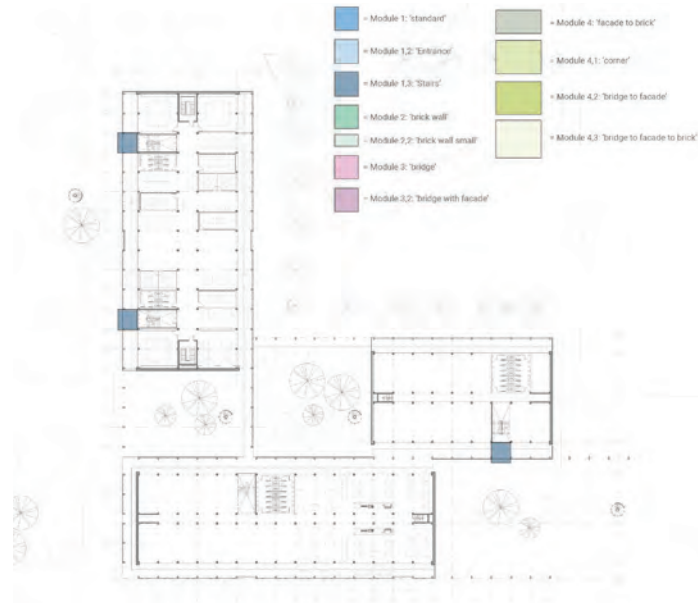 = Module 1: 'standard'
= Module 1,2: 'Entrance'
= Module 1,3: 'Stairs'
= Module 2: 'brick wall'
= Module 2,2: 'brick wall small'
= Module 3: 'bridge'
= Module 3,2: 'bridge with facade'
= Module 4: 'facade to brick'
= Module 4,1: 'corner'
= Module 4,2: 'bridge to facade'
= Module 4,3: 'bridge to facade to brick'